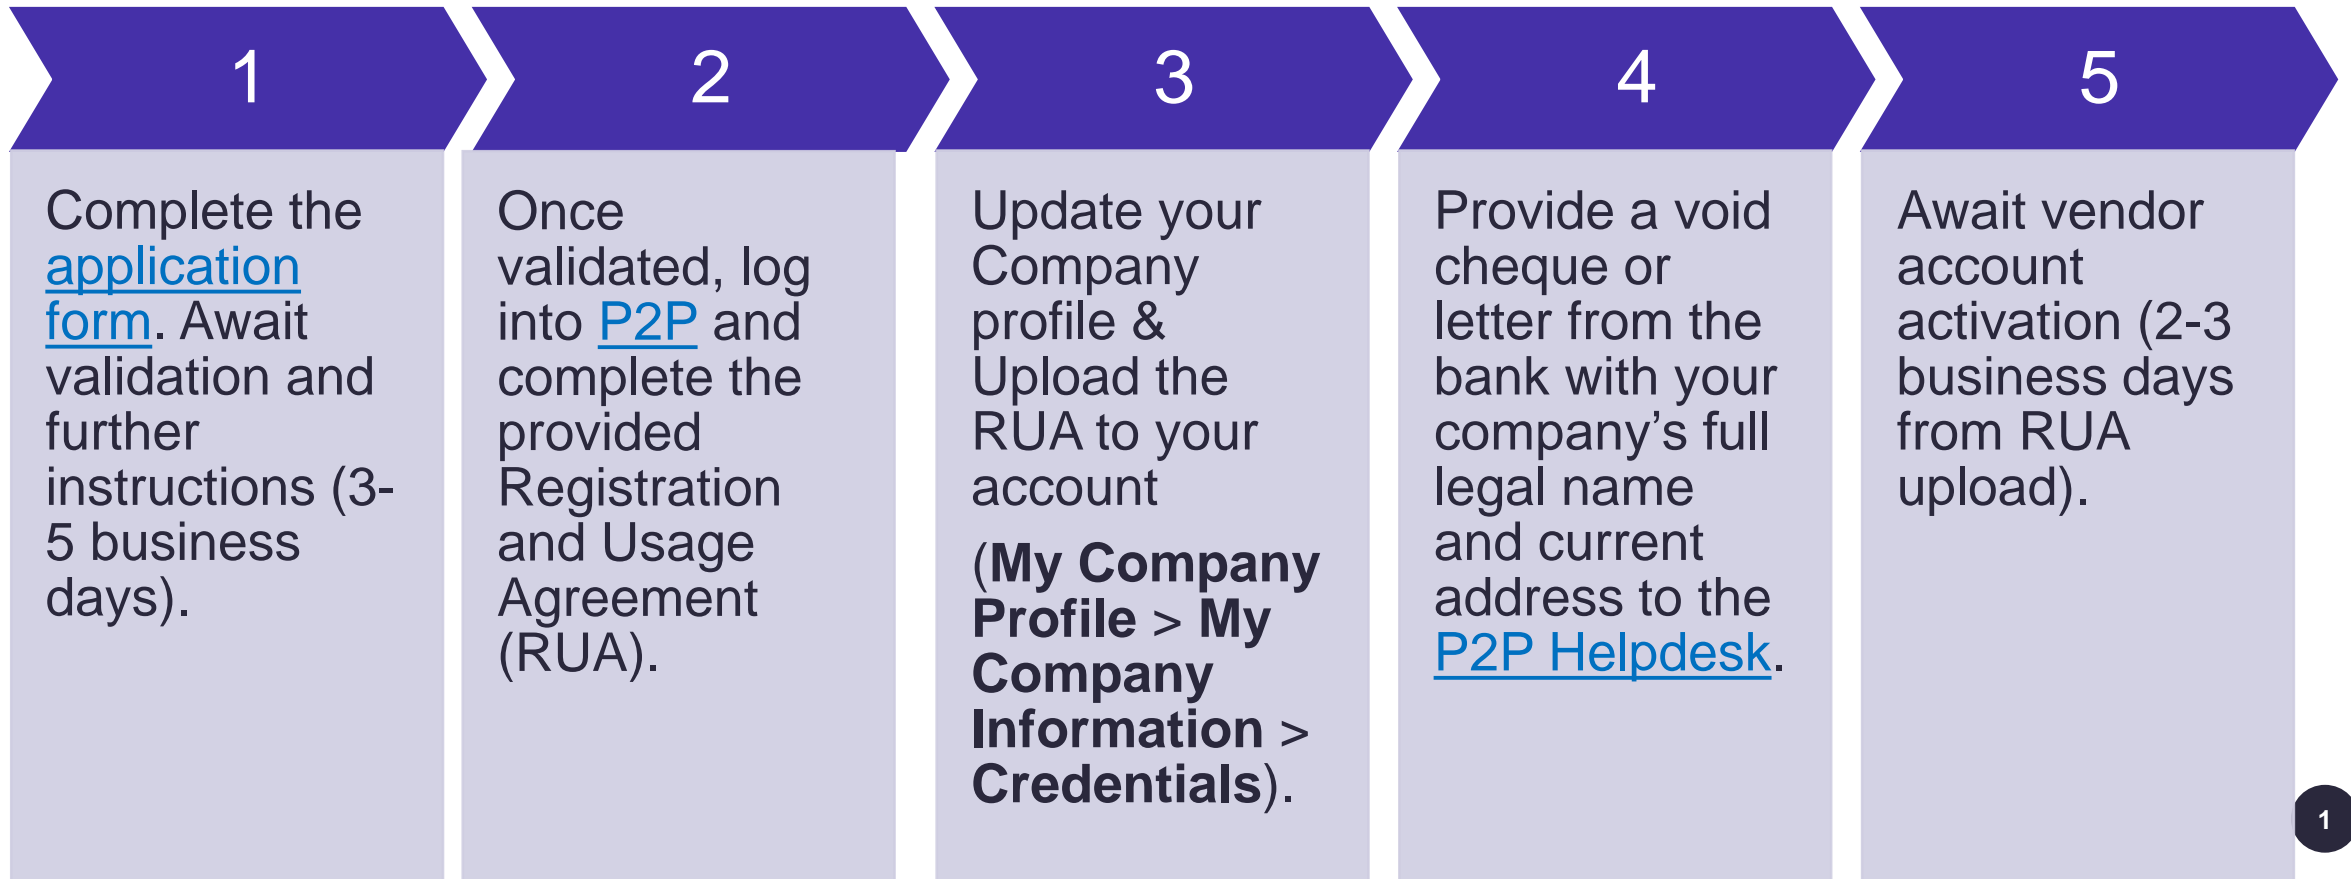 1
Complete the
application
form. Await
validation and
further
instructions (3-
5 business
days).
2
Once
validated, log
into P2P and
complete the
provided
Registration
and Usage
Agreement
(RUA).
3
Update your
Company
profile &
Upload the
RUA to your
account
(My Company
Profile > My
Company
Information >
Credentials).
4
Provide a void
cheque or
letter from the
bank with your
company’s full
legal name
and current
address to the
P2P Helpdesk.
5
Await vendor
account
activation (2-3
business days
from RUA
upload).
1